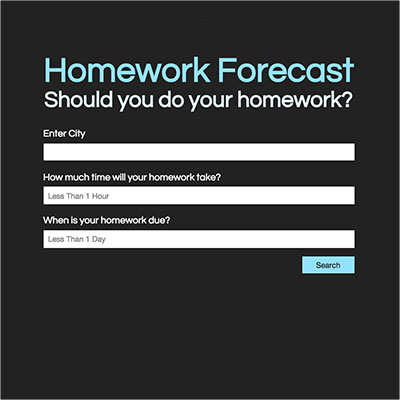 Homework Forecast
Should you do your homework?
Enter City
How much time will your homework take?
Less Than 1 Hour
When is your homework due?
Less Than 1 Day
Search